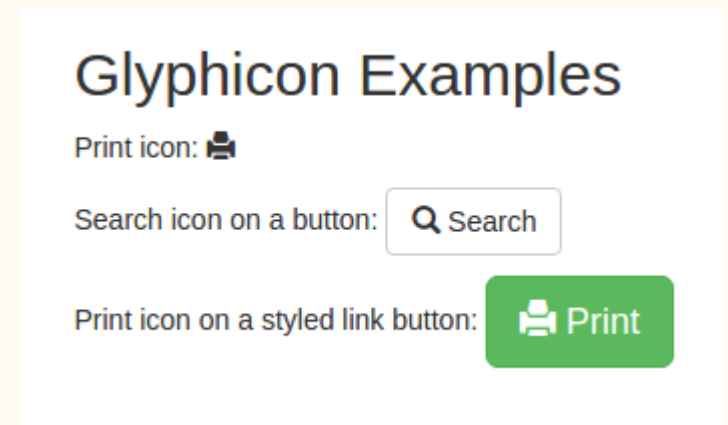 Glyphicon Examples
Print icon:
Search icon on a button: Search
Print icon on a styled link button: Print